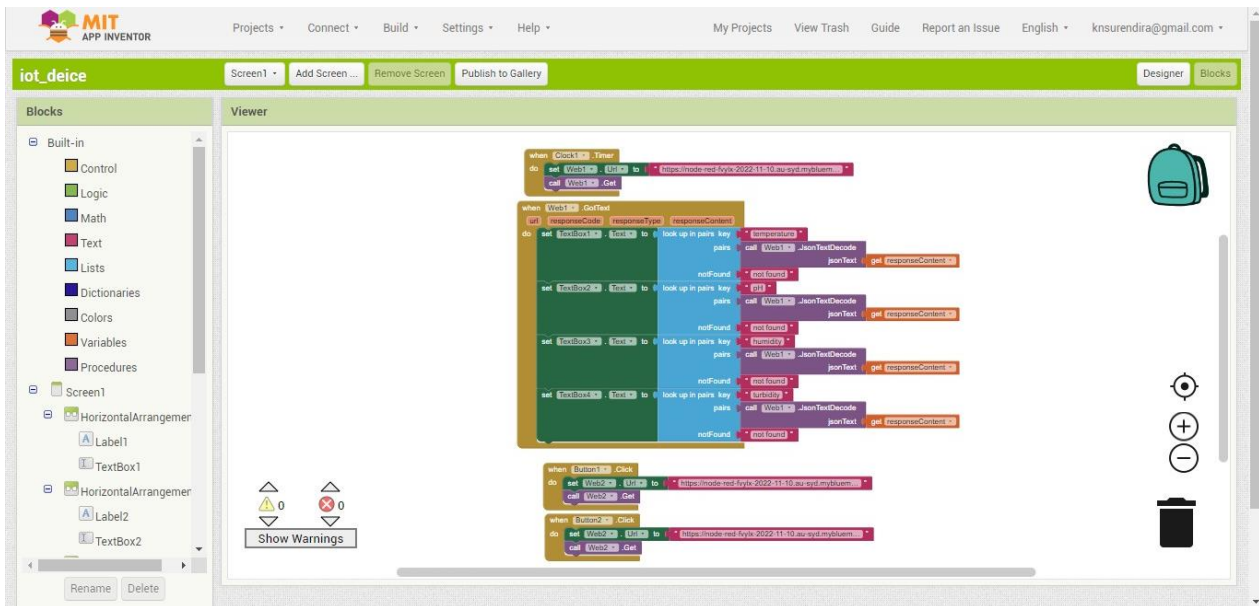 MIT
APP INVENTOR
Projects Connect Build Settings Help My Projects View Trash Guide Report an Issue English knsurendira@gmail.com
iot_deice Screen1 Add Screen ... Remove Screen Publish to Gallery Designer Blocks
Blocks Viewer
Built-in
Control
Logic
Math
Text
Lists
Dictionaries
Colors
Variables
Procedures
Screen1
HorizontalArrangemer
Label1
TextBox1
HorizontalArrangemer
Label2
TextBox2
Rename Delete
when Clock1 .Timer
do set Web1 . Url to " https://node-red-fvylx-2022-11-10.au-syd.mybluem... "
call Web1 .Get
when Web1 .GotText
url responseCode responseType responseContent
do set TextBox1 . Text to look up in pairs key " temperature "
pairs call Web1 .JsonTextDecode
jsonText get responseContent
notFound " not found "
set TextBox2 . Text to look up in pairs key " pH "
pairs call Web1 .JsonTextDecode
jsonText get responseContent
notFound " not found "
set TextBox3 . Text to look up in pairs key " humidity "
pairs call Web1 .JsonTextDecode
jsonText get responseContent
notFound " not found "
set TextBox4 . Text to look up in pairs key " turbidity "
pairs call Web1 .JsonTextDecode
jsonText get responseContent
notFound " not found "
when Button1 .Click
do set Web2 . Url to " https://node-red-fvylx-2022-11-10.au-syd.mybluem... "
call Web2 .Get
when Button2 .Click
do set Web2 . Url to " https://node-red-fvylx-2022-11-10.au-syd.mybluem... "
call Web2 .Get
0 0
Show Warnings